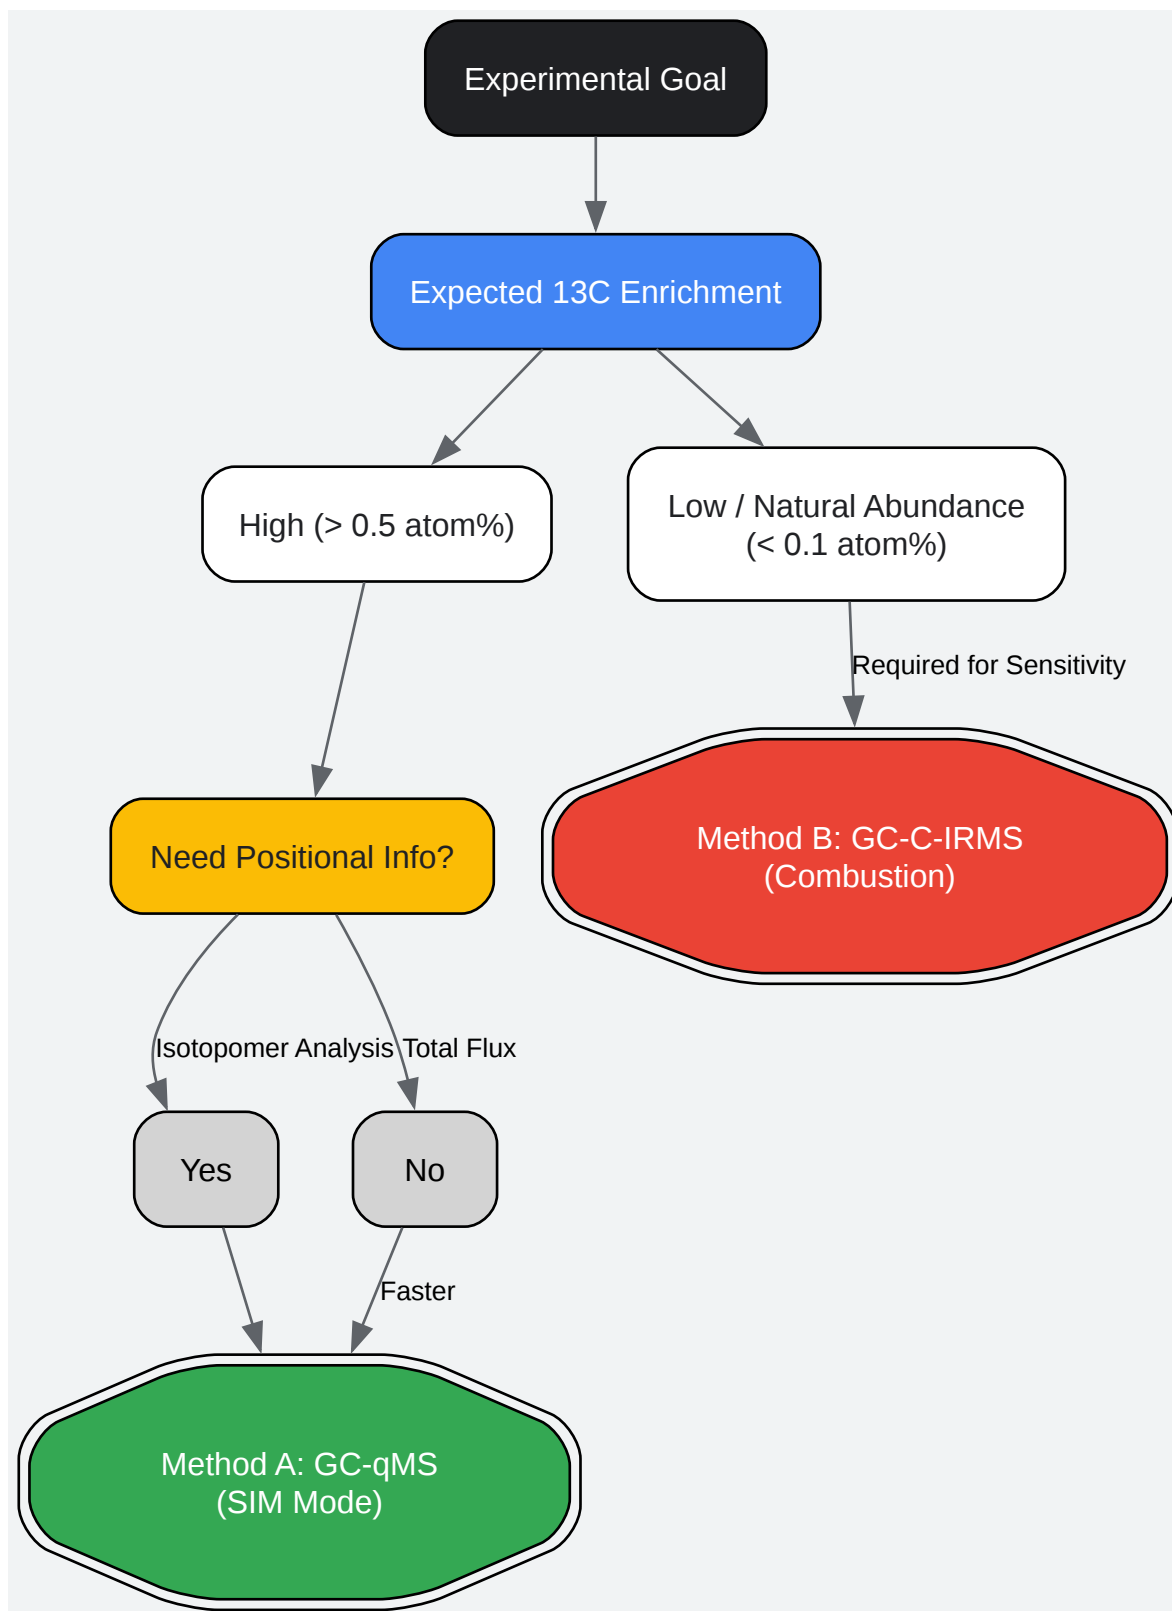 Experimental Goal
Expected 13C Enrichment
High (> 0.5 atom%)
Low / Natural Abundance
(< 0.1 atom%)
Required for Sensitivity
Need Positional Info?
Method B: GC-C-IRMS
(Combustion)
Isotopomer Analysis
Total Flux
Yes
No
Faster
Method A: GC-qMS
(SIM Mode)